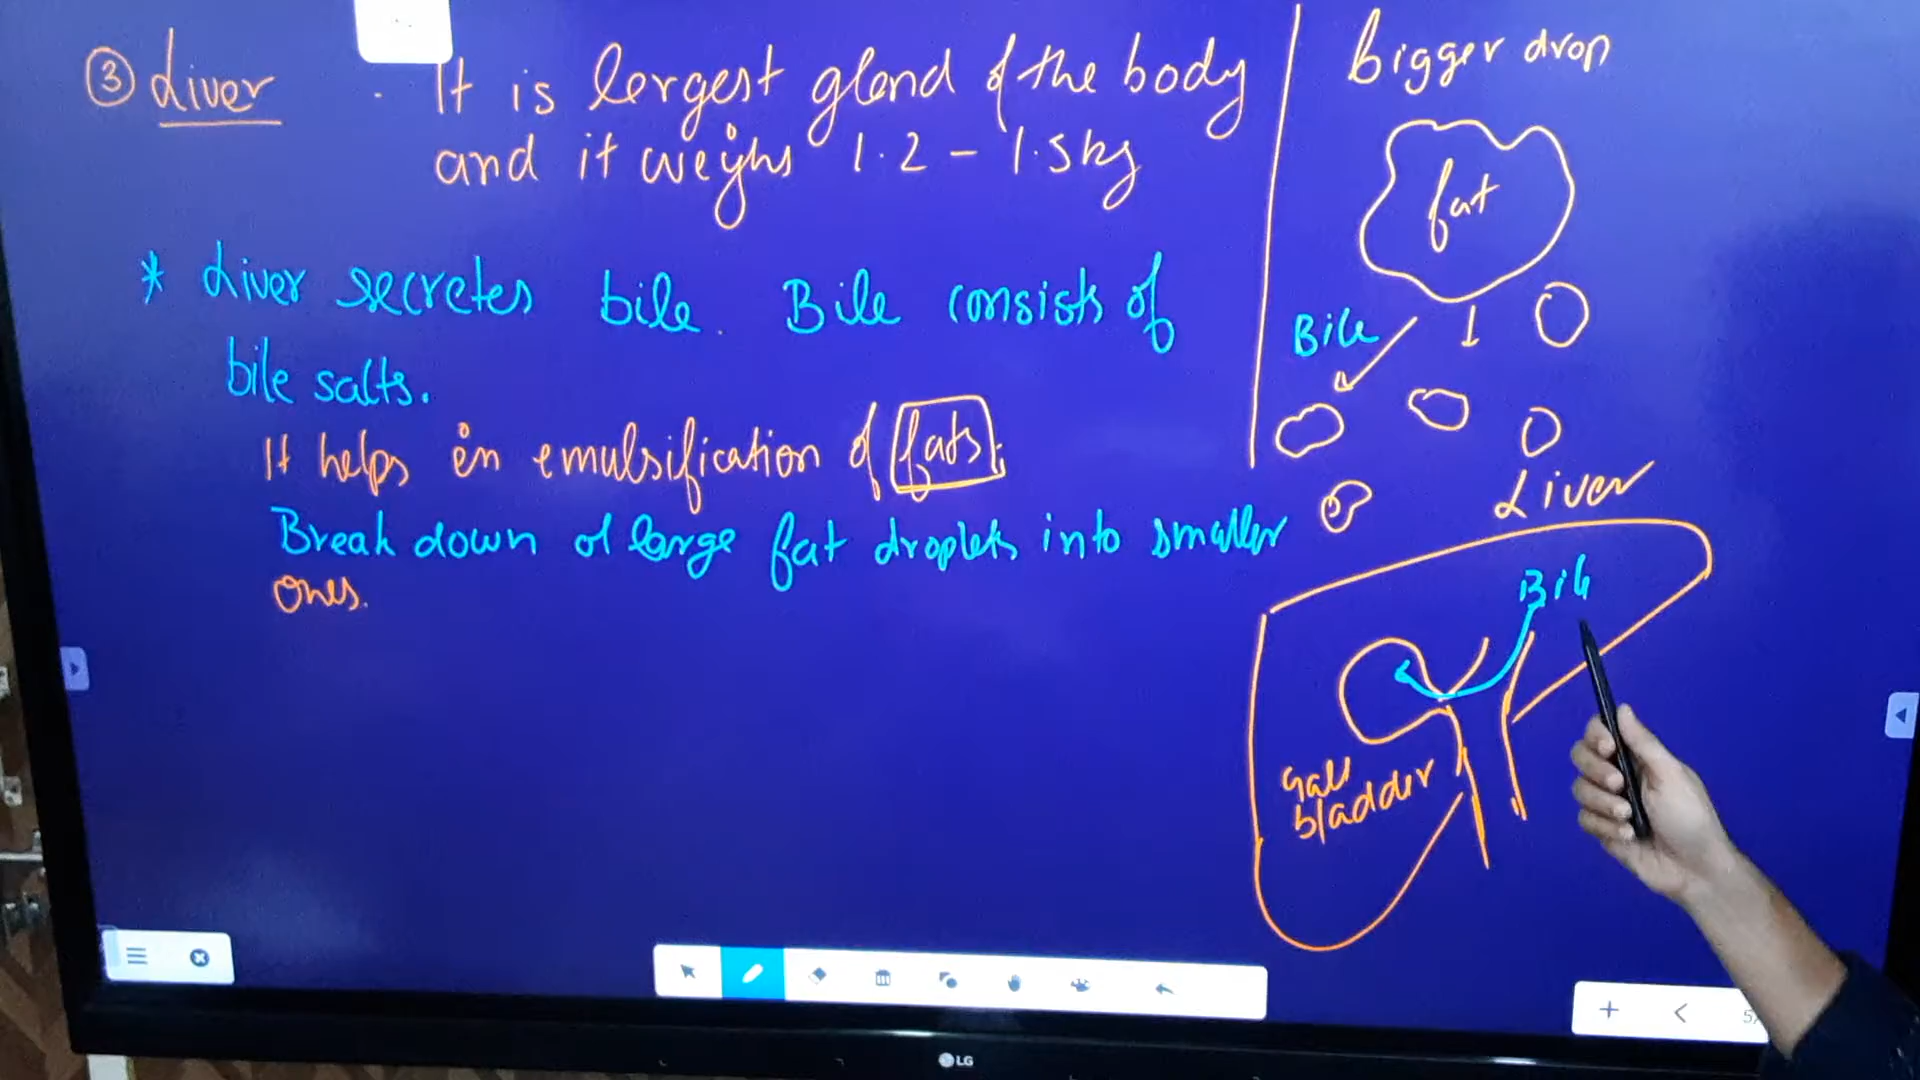 ③ Liver . It is largest gland of the body
and it weighs 1.2 - 1.5kg
* Liver secretes bile. Bile consists of
bile salts.
It helps in emulsification of fats.
Break down of large fat droplets into smaller
ones.
Bigger drop
fat
Bile
Liver
Bile
Gall
bladder
LG